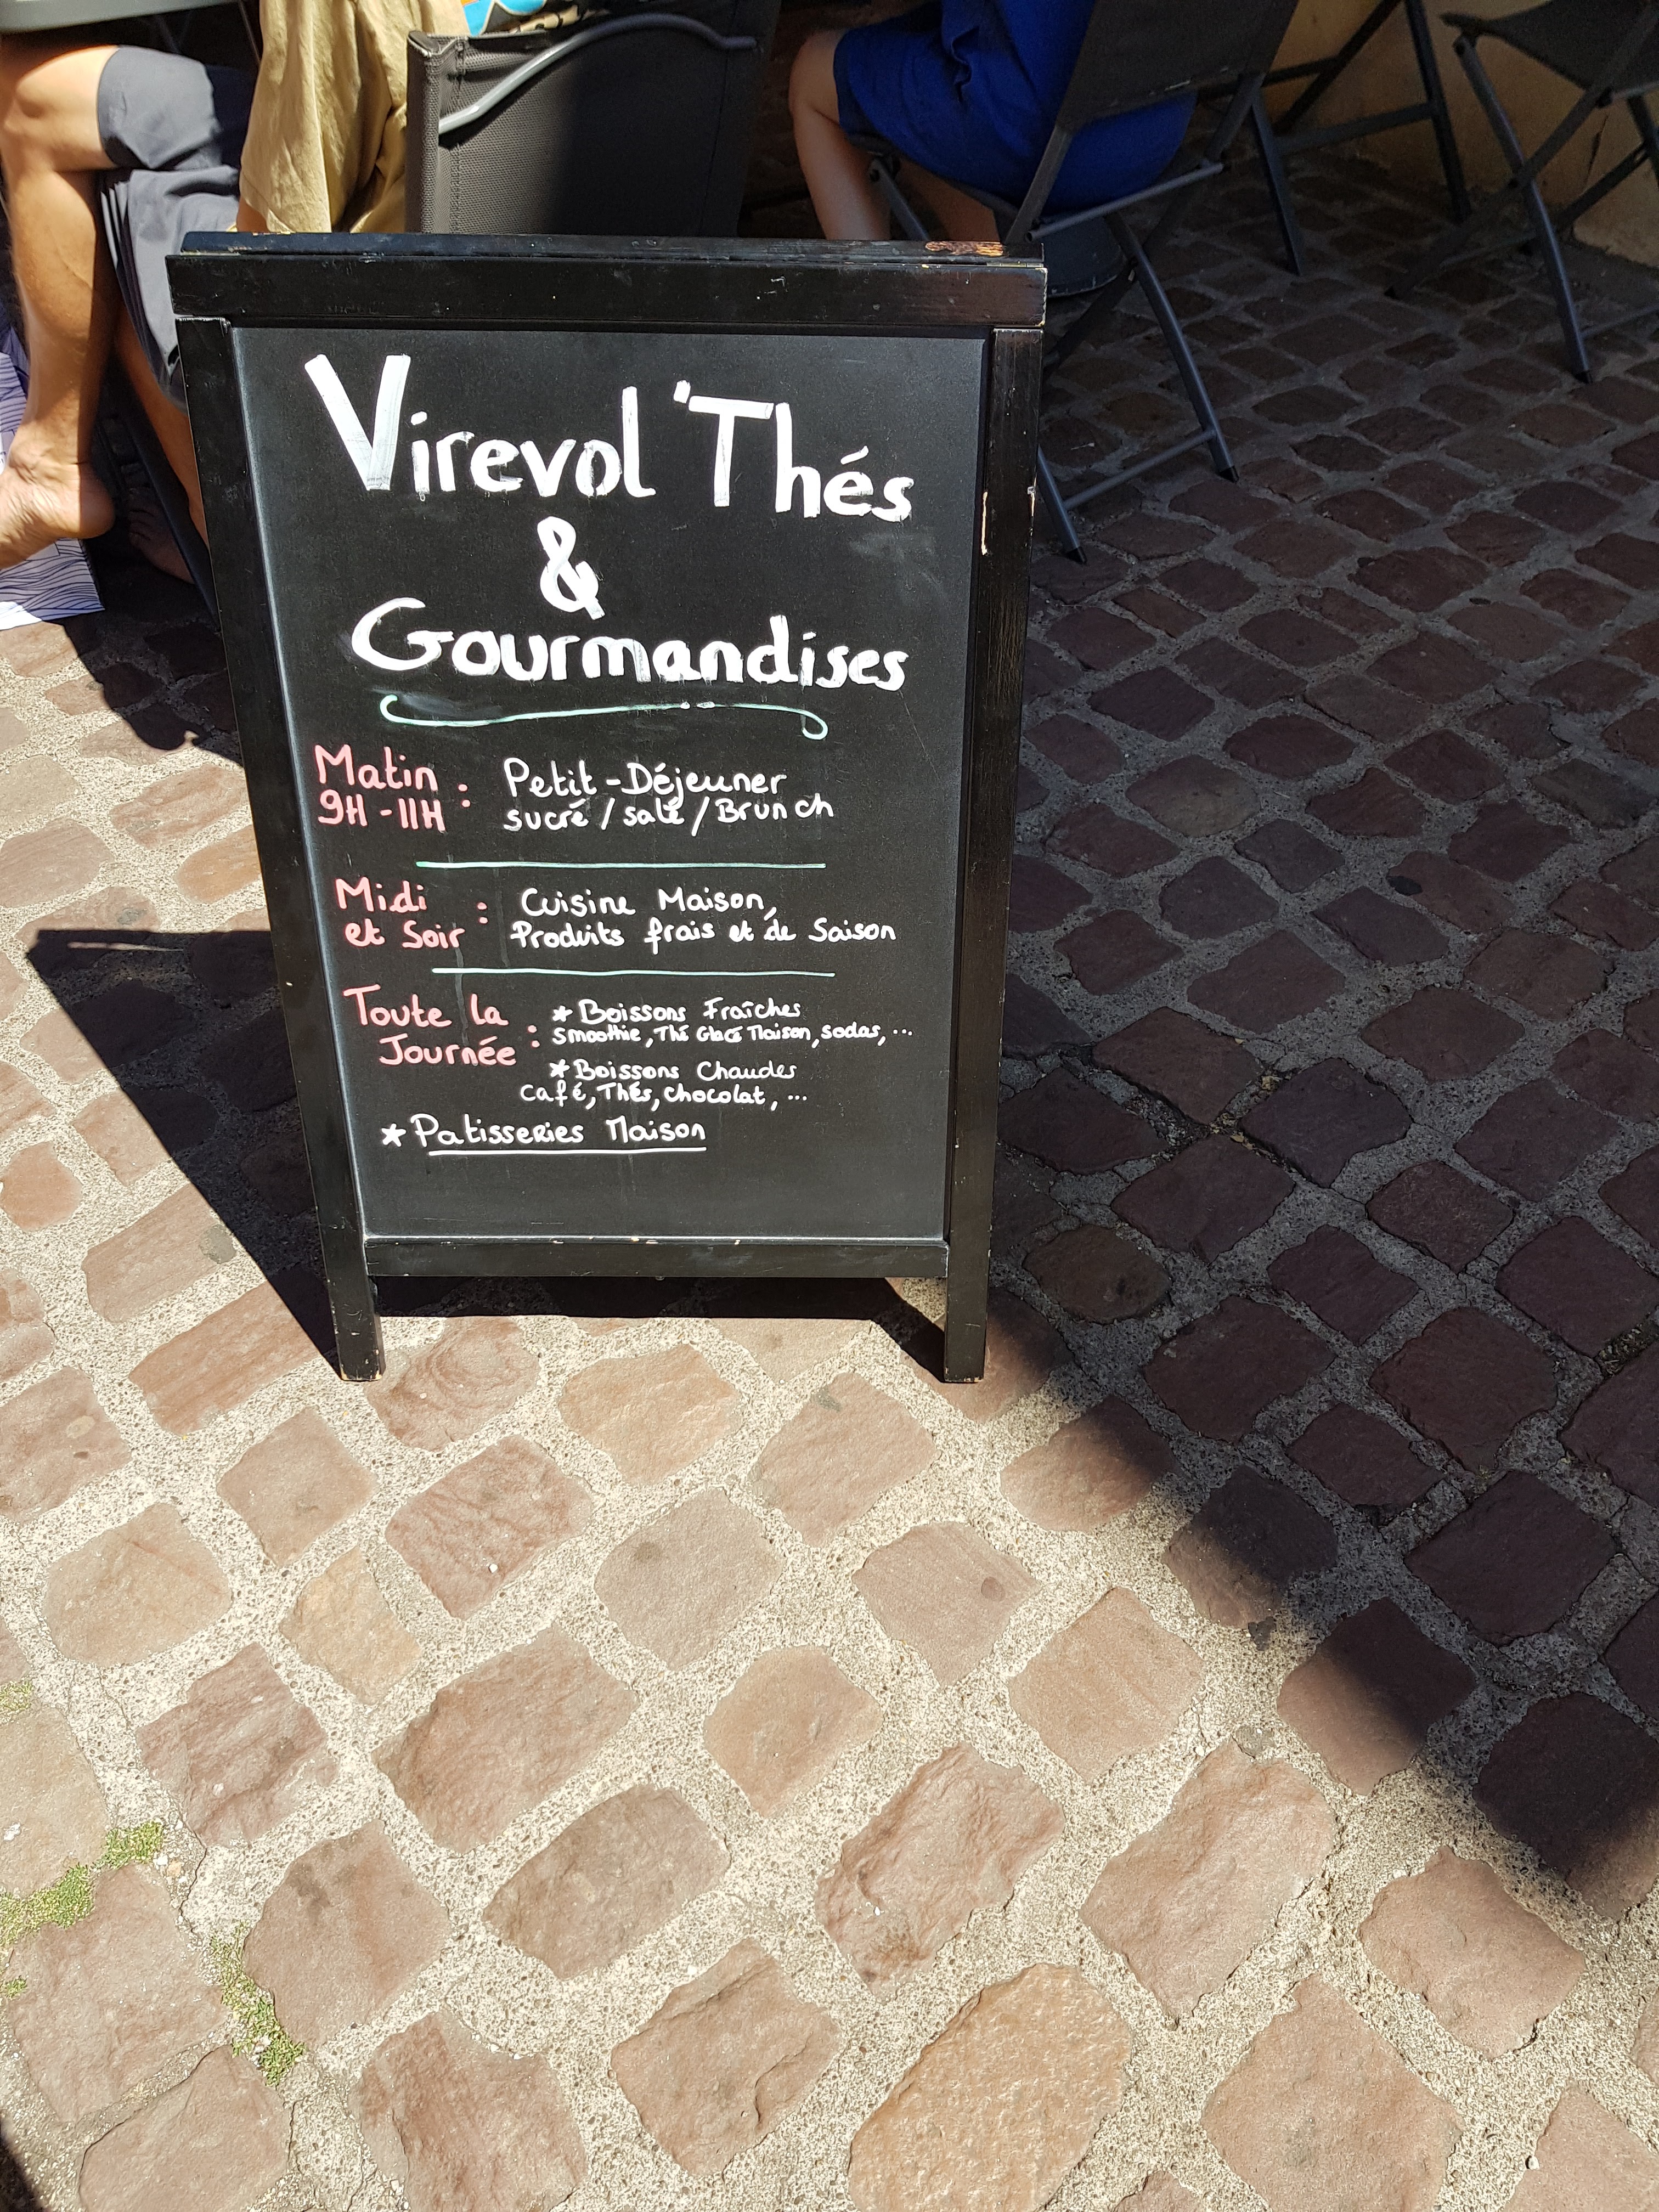 Virevol'Thés
&
Gourmandises
Matin : Petit-Déjeuner
9H-11H sucré / salé / Brunch
Midi : Cuisine Maison,
et Soir Produits frais et de Saison
Toute la : * Boissons Fraîches
Journée smoothie, Thé Glacé Maison, sodas, ...
* Boissons Chaudes
Café, Thés, chocolat, ...
* Patisseries Maison